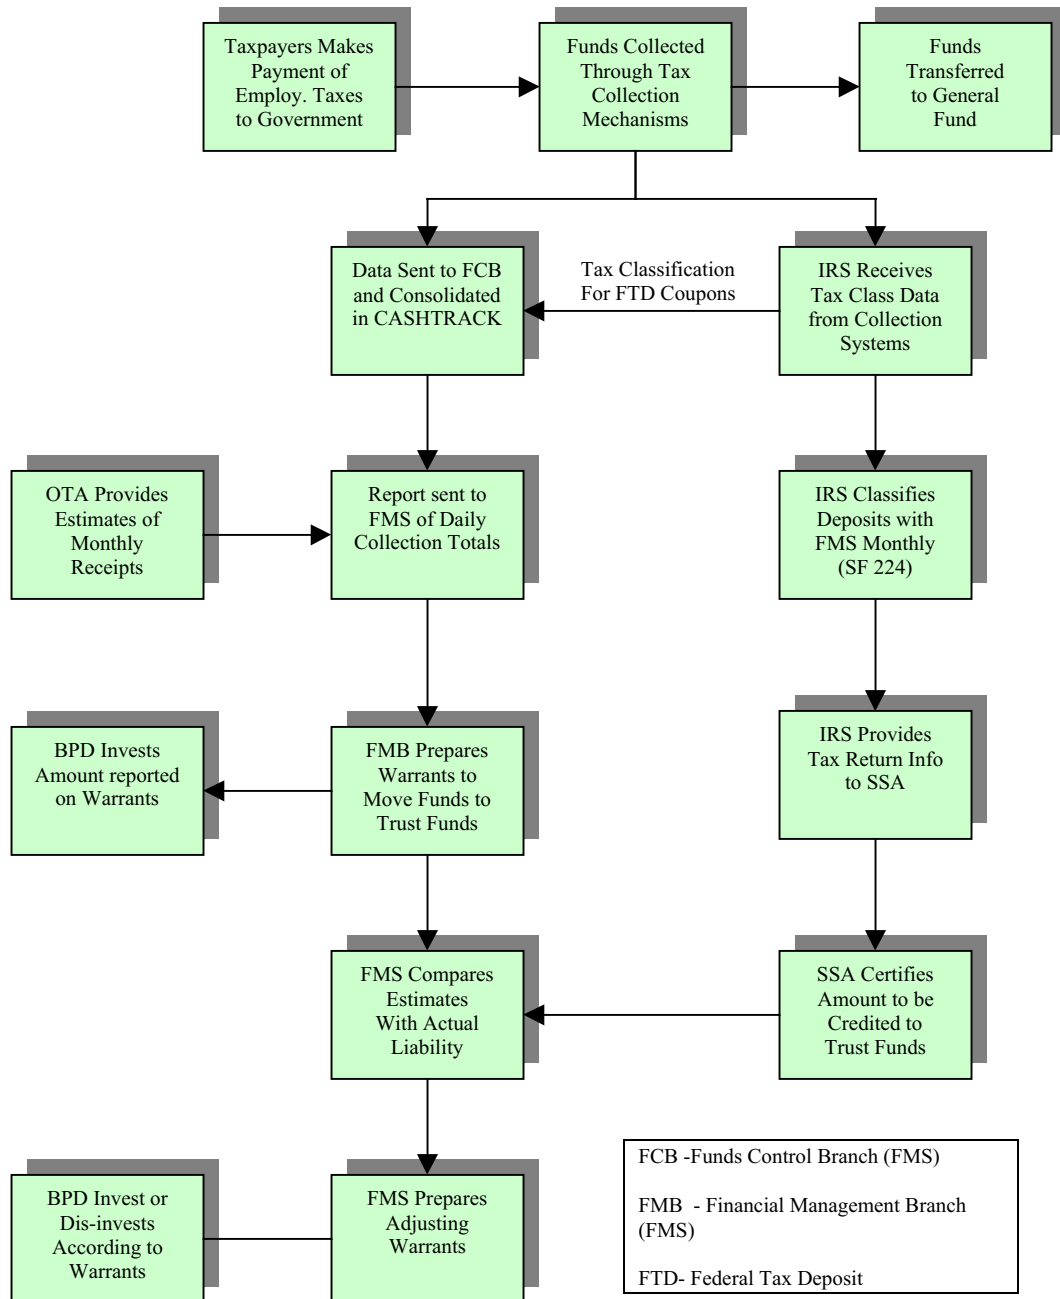 Taxpayers Makes
Payment of
Employ. Taxes
to Government
Funds Collected
Through Tax
Collection
Mechanisms
Funds
Transferred
to General
Fund
Data Sent to FCB
and Consolidated
in CASHTRACK
Tax Classification
For FTD Coupons
IRS Receives
Tax Class Data
from Collection
Systems
OTA Provides
Estimates of
Monthly
Receipts
Report sent to
FMS of Daily
Collection Totals
IRS Classifies
Deposits with
FMS Monthly
(SF 224)
BPD Invests
Amount reported
on Warrants
FMB Prepares
Warrants to
Move Funds to
Trust Funds
IRS Provides
Tax Return Info
to SSA
FMS Compares
Estimates
With Actual
Liability
SSA Certifies
Amount to be
Credited to
Trust Funds
BPD Invest or
Dis-invests
According to
Warrants
FMS Prepares
Adjusting
Warrants
FCB -Funds Control Branch (FMS)
FMB - Financial Management Branch
(FMS)
FTD- Federal Tax Deposit